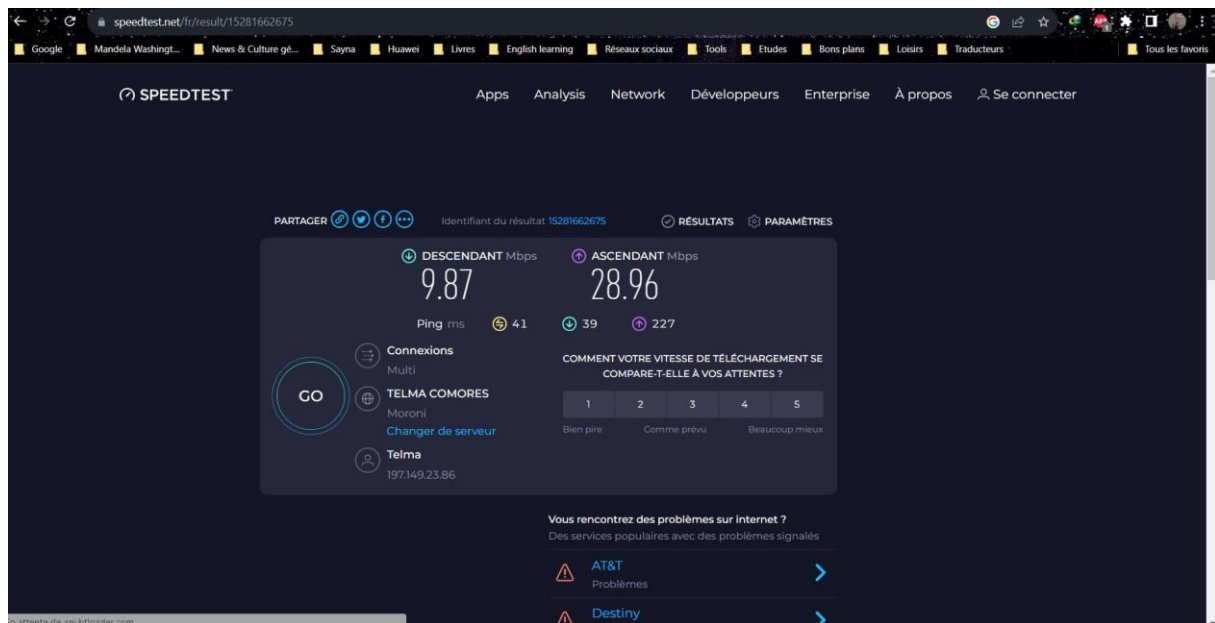 speedtest.net/fr/result/15281662675
Google Mandela Washingt... News & Culture gé... Sayna Huawei Livres English learning Réseaux sociaux Tools Etudes Bons plans Loisirs Traducteurs Tous les favoris
SPEEDTEST Apps Analysis Network Développeurs Enterprise À propos Se connecter
PARTAGER Identifiant du résultat 15281662675 RÉSULTATS PARAMÈTRES
DESCENDANT Mbps ASCENDANT Mbps
9.87 28.96
Ping ms 41 39 227
GO
Connexions
Multi
TELMA COMORES
Moroni
Changer de serveur
Telma
197.149.23.86
COMMENT VOTRE VITESSE DE TÉLÉCHARGEMENT SE
COMPARE-T-ELLE À VOS ATTENTES ?
1 2 3 4 5
Bien pire Comme prévu Beaucoup mieux
Vous rencontrez des problèmes sur internet ?
Des services populaires avec des problèmes signalés
AT&T
Problèmes
Destiny
attente de api.btloader.com